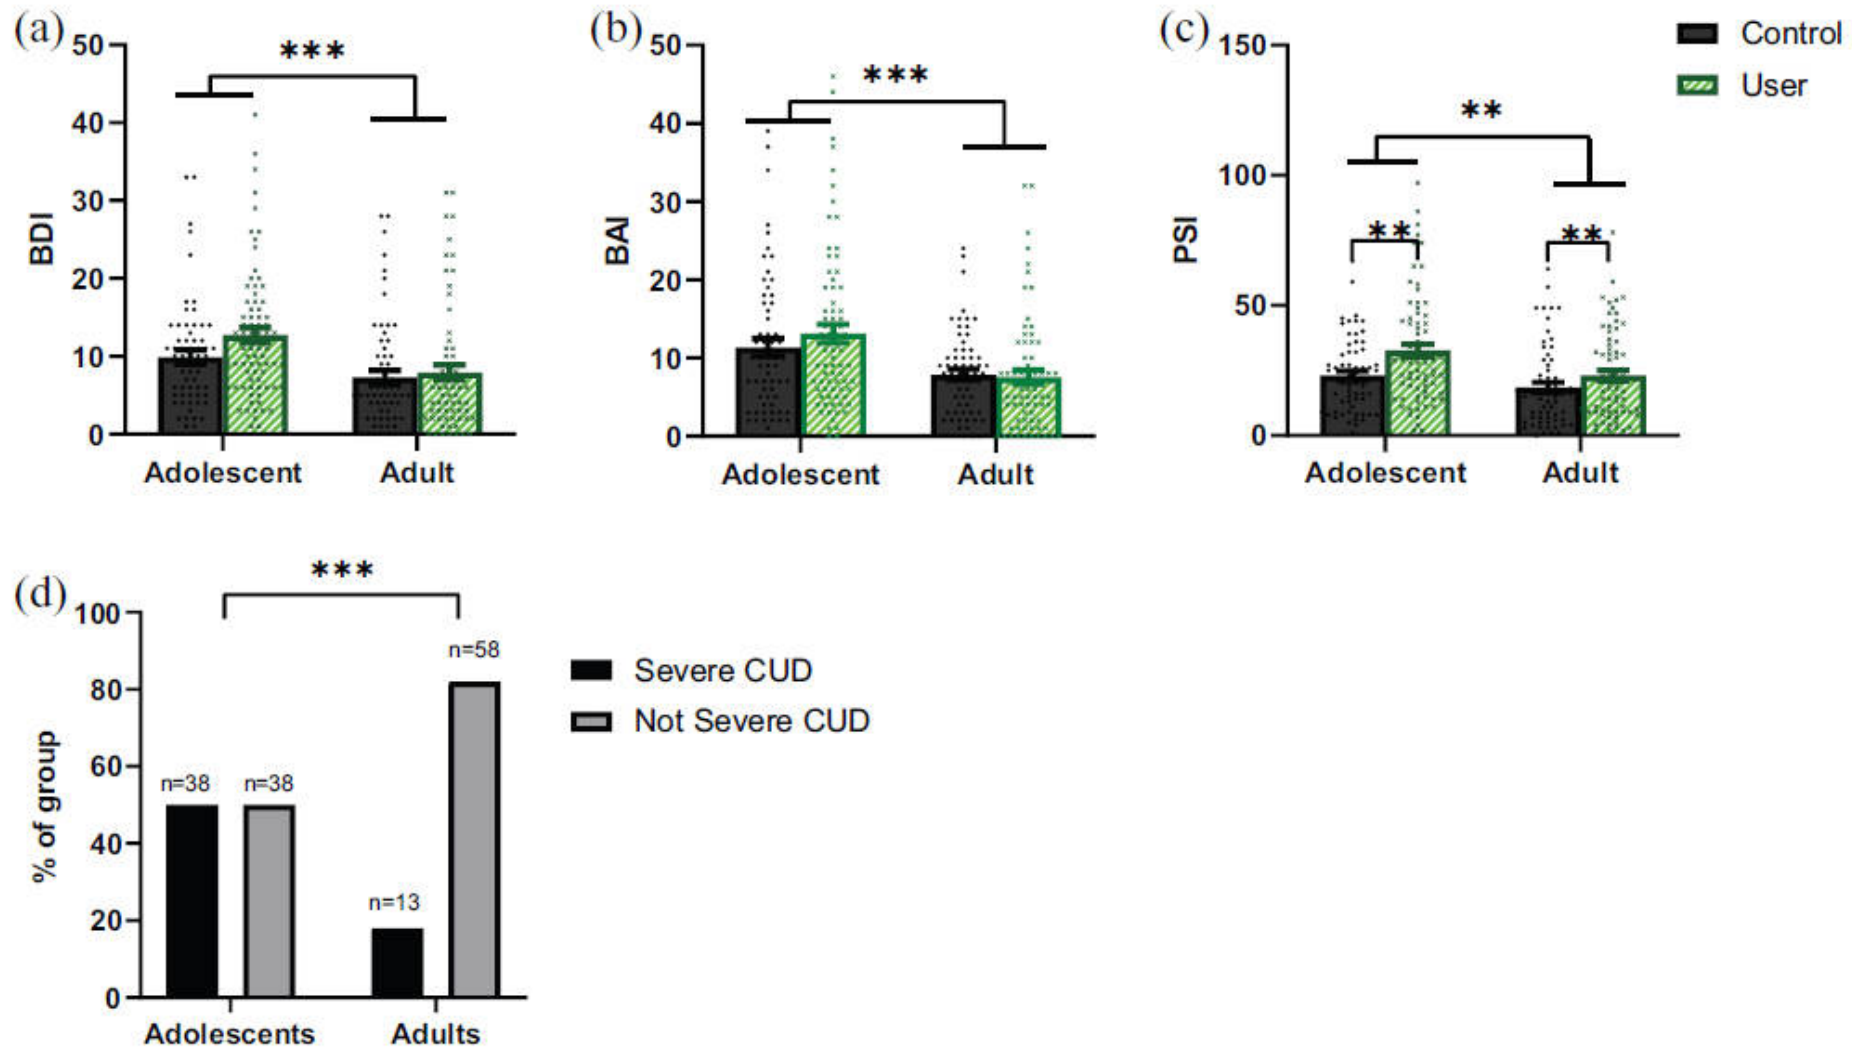 (a)
50
40
30
20
10
0
BDI
***
Adolescent
Adult
(b)
50
40
30
20
10
0
BAI
***
Adolescent
Adult
(c)
150
100
50
0
PSI
**
**
**
Adolescent
Adult
Control
User
(d)
100
80
60
40
20
0
% of group
***
n=38
n=38
n=13
n=58
Adolescents
Adults
Severe CUD
Not Severe CUD